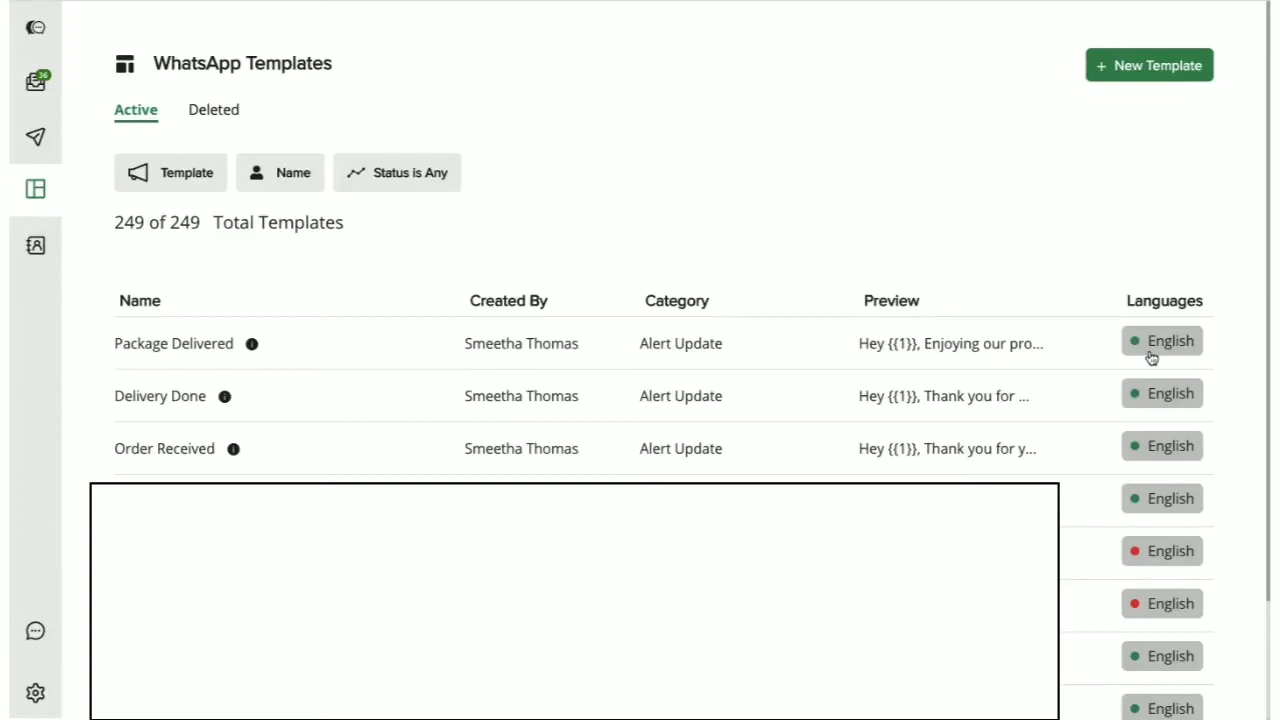 36
WhatsApp Templates
+ New Template
Active Deleted
Template Name Status is Any
249 of 249 Total Templates
Name Created By Category Preview Languages
Package Delivered Smeetha Thomas Alert Update Hey {{1}}, Enjoying our pro... English
Delivery Done Smeetha Thomas Alert Update Hey {{1}}, Thank you for ... English
Order Received Smeetha Thomas Alert Update Hey {{1}}, Thank you for y... English
English
English
English
English
English